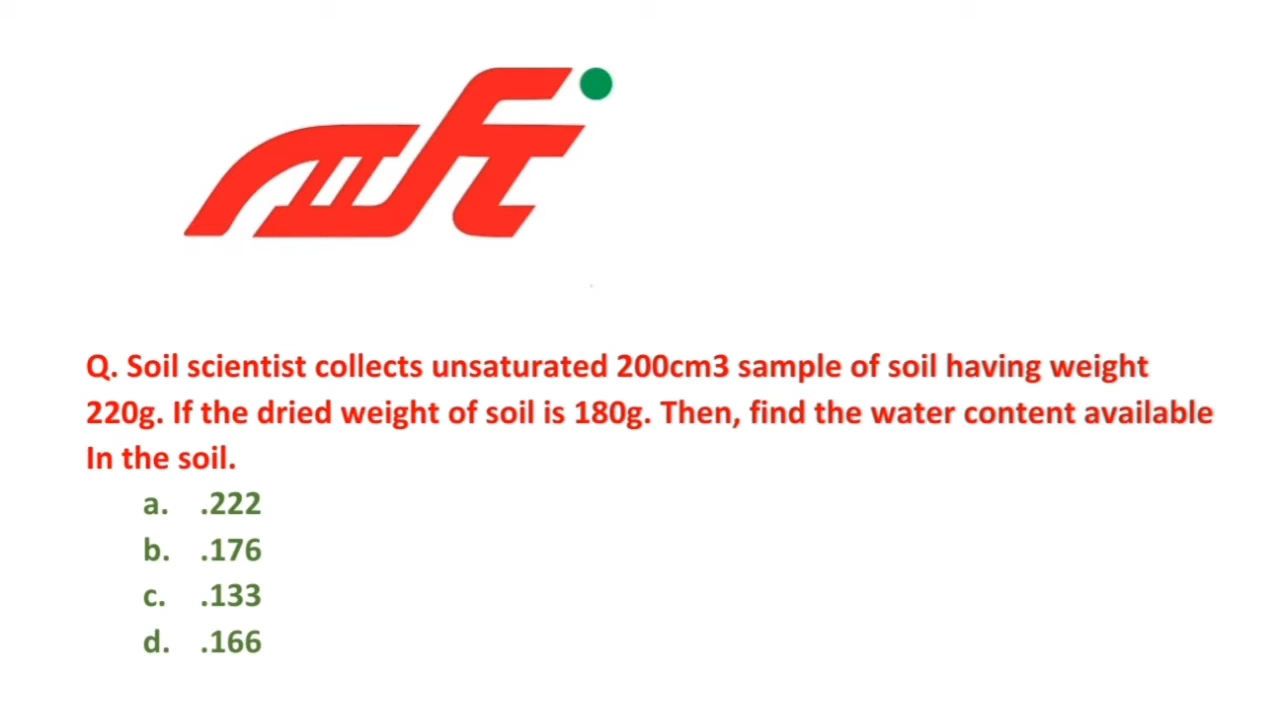 Q. Soil scientist collects unsaturated 200cm3 sample of soil having weight
220g. If the dried weight of soil is 180g. Then, find the water content available
In the soil.
a. .222
b. .176
c. .133
d. .166